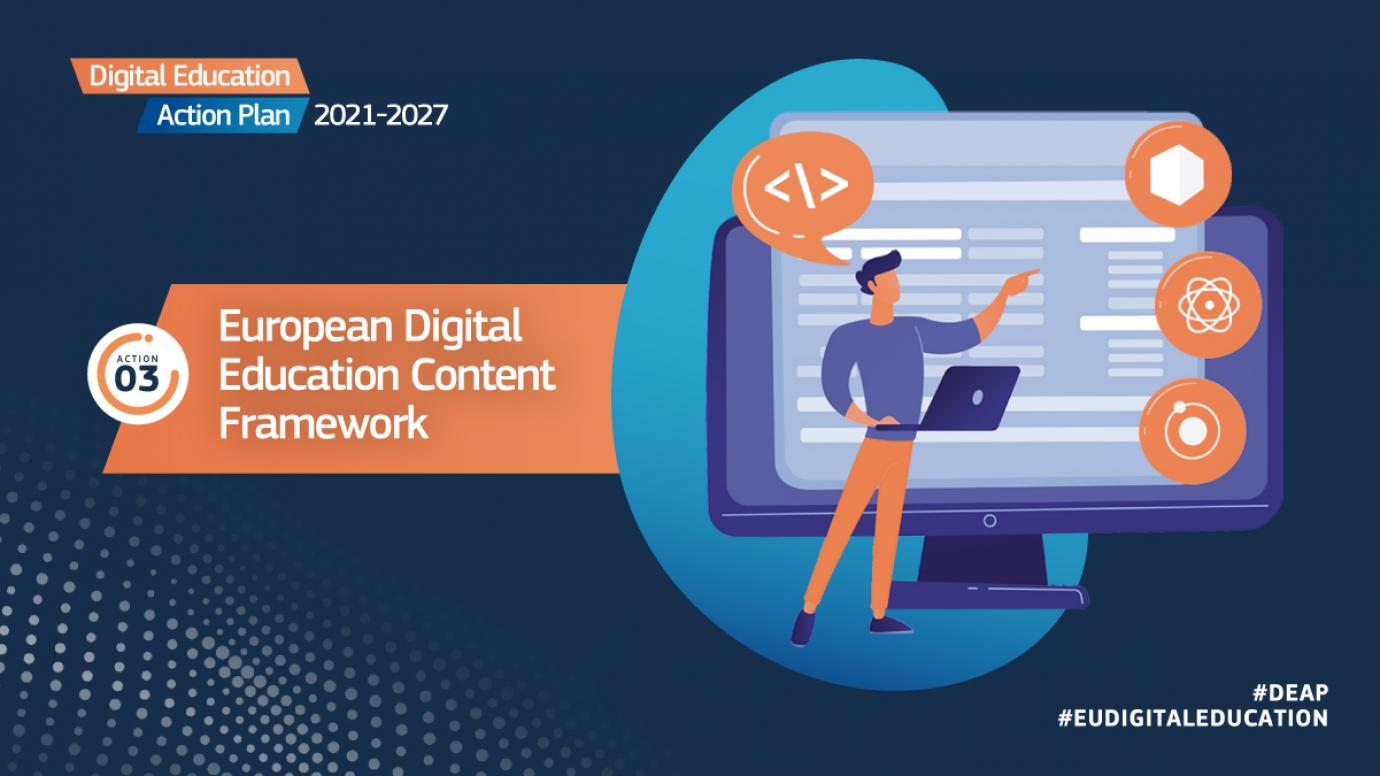 Digital Education
Action Plan 2021-2027
ACTION
03
European Digital
Education Content
Framework
<\>
#DEAP
#EUDIGITALEDUCATION